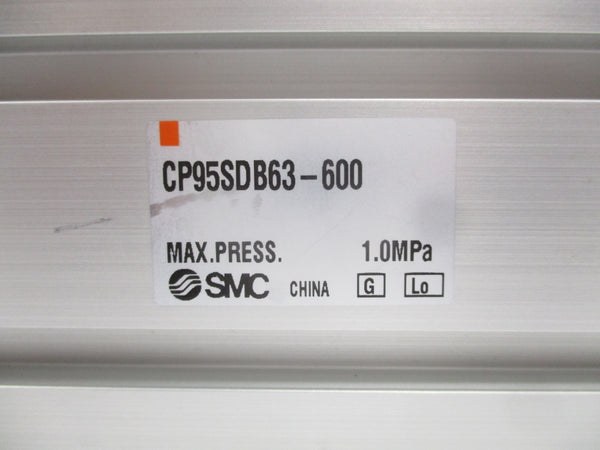 CP95SDB63-600
MAX.PRESS. 1.0MPa
SMC CHINA G Lo